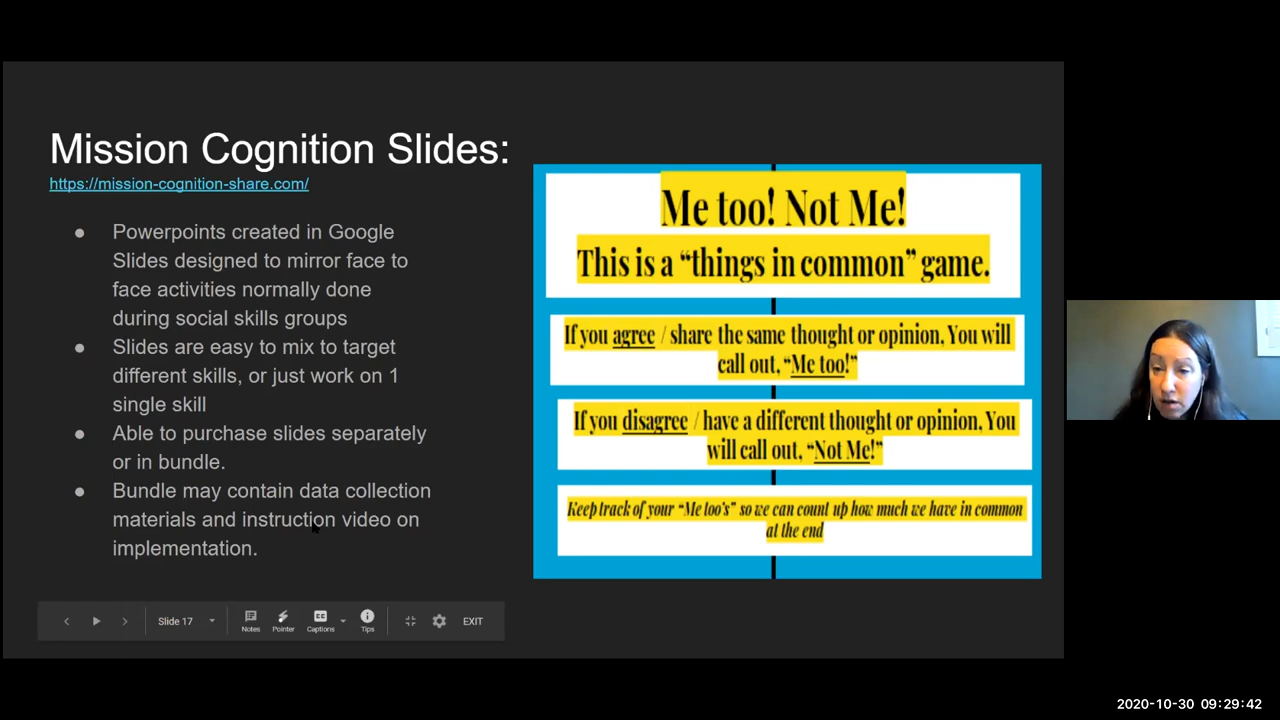 Mission Cognition Slides:
https://mission-cognition-share.com/
● Powerpoints created in Google
Slides designed to mirror face to
face activities normally done
during social skills groups
● Slides are easy to mix to target
different skills, or just work on 1
single skill
● Able to purchase slides separately
or in bundle.
● Bundle may contain data collection
materials and instruction video on
implementation.
Me too! Not Me!
This is a “things in common” game.
If you agree / share the same thought or opinion, You will
call out, “Me too!”
If you disagree / have a different thought or opinion, You
will call out, “Not Me!”
Keep track of your “Me too's” so we can count up how much we have in common
at the end
Slide 17
Notes
Pointer
CC
Captions
Tips
EXIT
2020-10-30 09:29:42